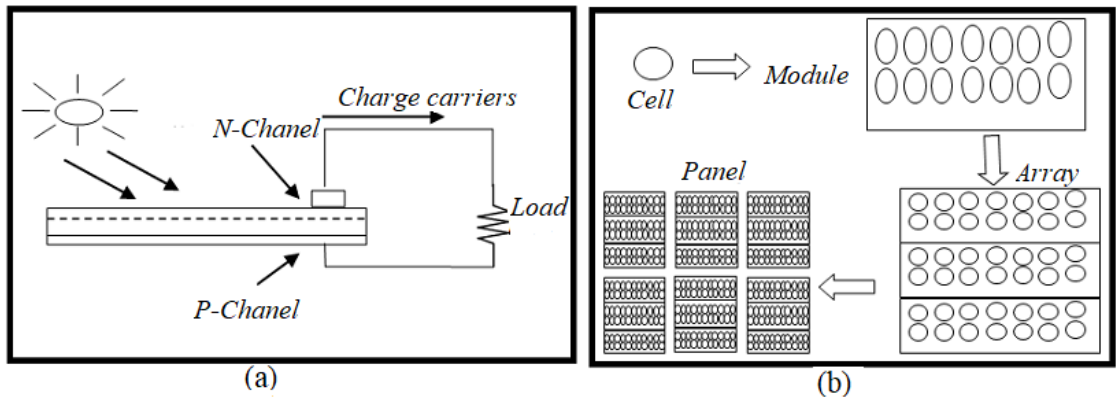 Charge carriers
N-Chanel
Load
P-Chanel
(a)
Cell
Module
Array
Panel
(b)